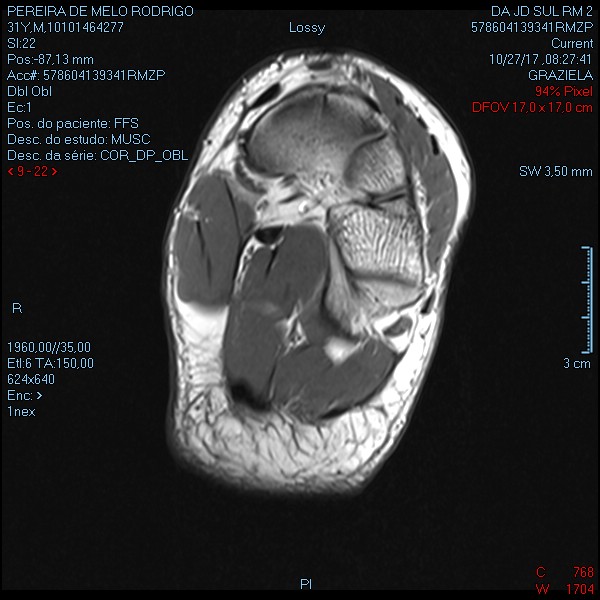 PEREIRA DE MELO RODRIGO
31Y,M,10101464277
Sl:22
Pos:-87,13 mm
Acc#: 578604139341RMZP
Dbl Obl
Ec:1
Pos. do paciente: FFS
Desc. do estudo: MUSC
Desc. da série: COR_DP_OBL
< 9 - 22 >
Lossy
DA JD SUL RM 2
578604139341RMZP
Current
10/27/17 ,08:27:41
GRAZIELA
94% Pixel
DFOV 17,0 x 17,0 cm
SW 3,50 mm
R
1960,00//35,00
Etl:6 TA:150,00
624x640
Enc: >
1nex
3 cm
PI
C 768
W 1704